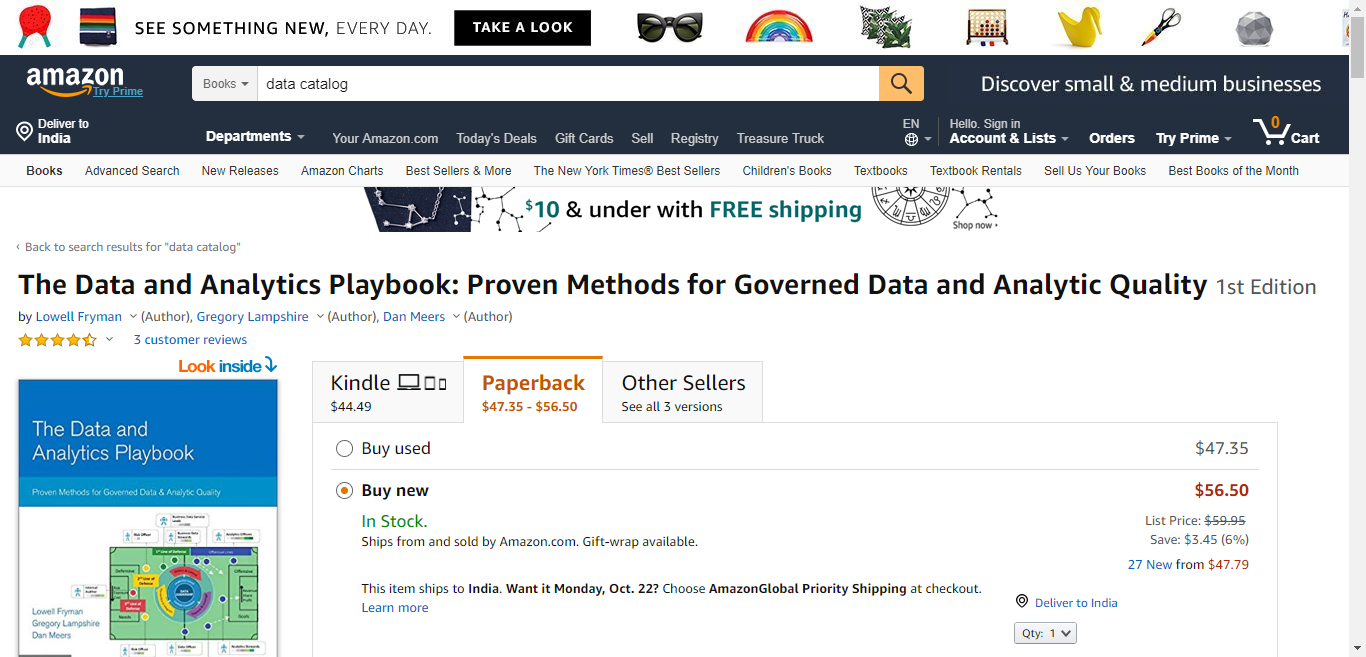 SEE SOMETHING NEW, EVERY DAY. TAKE A LOOK
amazon
Try Prime
Books
data catalog
Discover small & medium businesses
Deliver to
India
Departments
Your Amazon.com
Today's Deals
Gift Cards
Sell
Registry
Treasure Truck
EN
Hello. Sign in
Account & Lists
Orders
Try Prime
0
Cart
Books
Advanced Search
New Releases
Amazon Charts
Best Sellers & More
The New York Times® Best Sellers
Children's Books
Textbooks
Textbook Rentals
Sell Us Your Books
Best Books of the Month
$10 & under with FREE shipping
Shop now ›
‹ Back to search results for "data catalog"
The Data and Analytics Playbook: Proven Methods for Governed Data and Analytic Quality 1st Edition
by Lowell Fryman (Author), Gregory Lampshire (Author), Dan Meers (Author)
3 customer reviews
Look inside
The Data and
Analytics Playbook
Proven Methods for Governed Data & Analytic Quality
Lowell Fryman
Gregory Lampshire
Dan Meers
Kindle
$44.49
Paperback
$47.35 - $56.50
Other Sellers
See all 3 versions
Buy used
$47.35
Buy new
$56.50
In Stock.
List Price: $59.95
Ships from and sold by Amazon.com. Gift-wrap available.
Save: $3.45 (6%)
27 New from $47.79
This item ships to India. Want it Monday, Oct. 22? Choose AmazonGlobal Priority Shipping at checkout.
Learn more
Deliver to India
Qty: 1